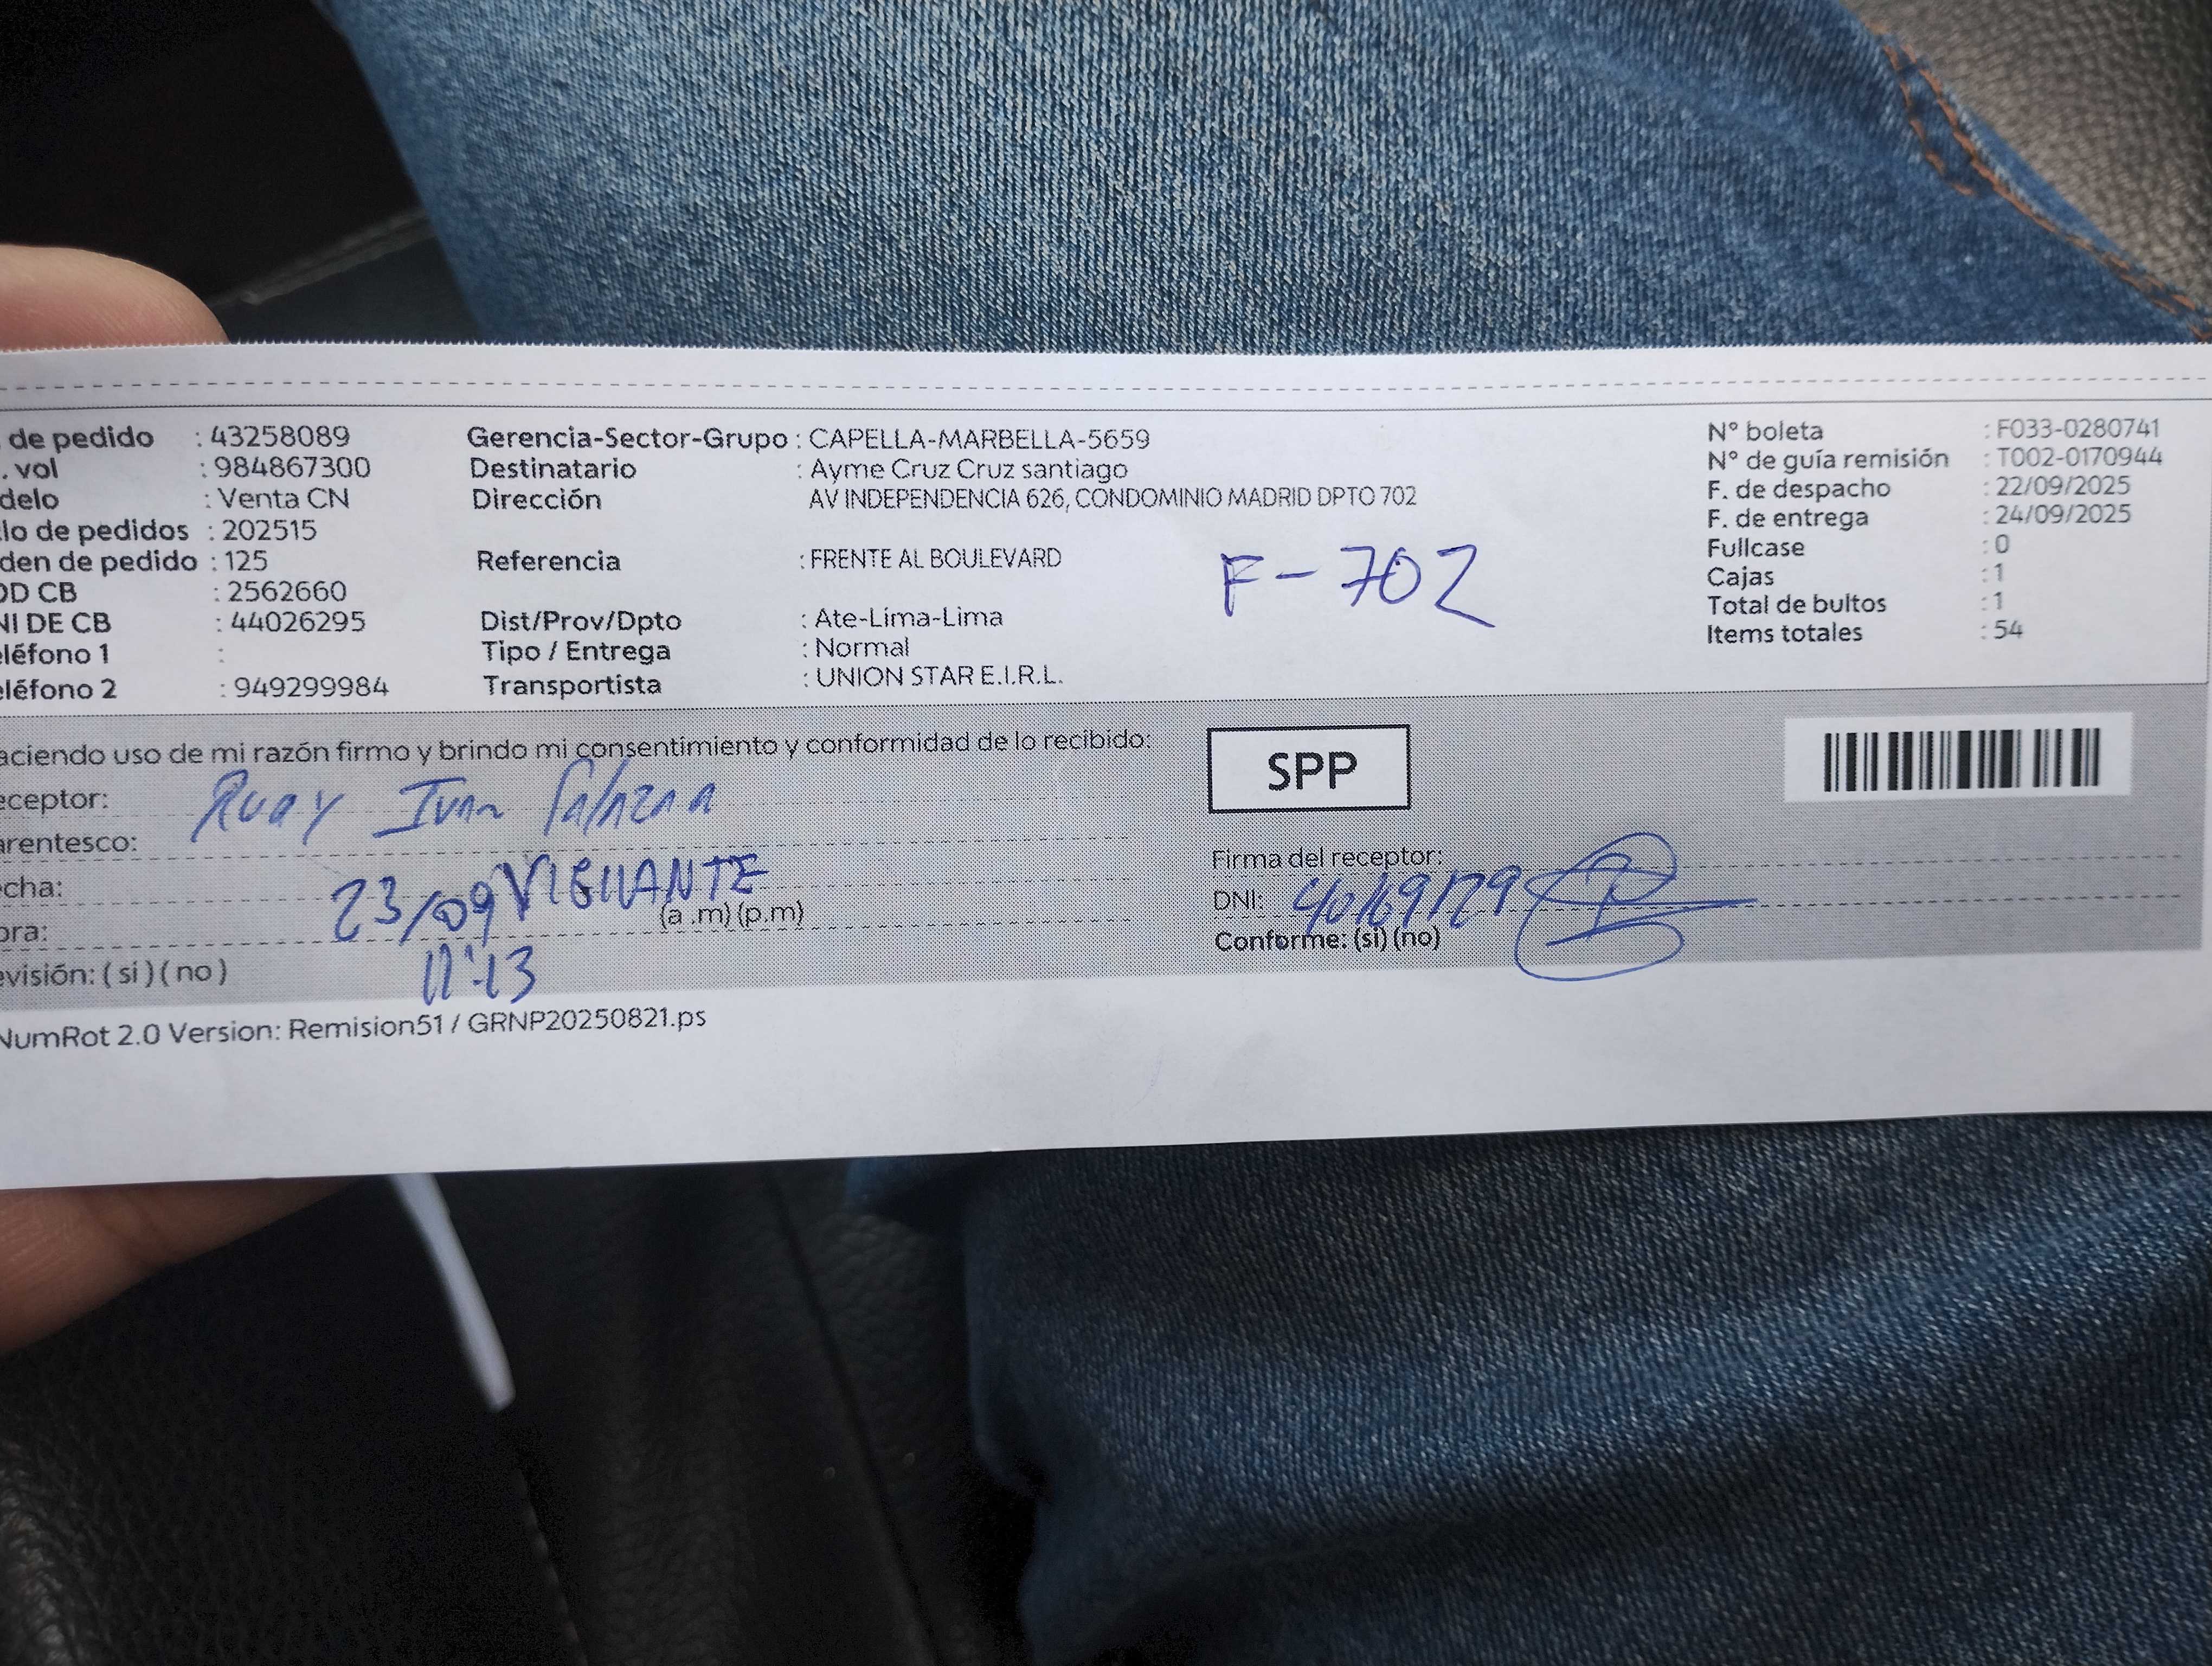 de pedido : 43258089
. vol : 984867300
delo : Venta CN
lo de pedidos : 202515
den de pedido : 125
OD CB : 2562660
NI DE CB : 44026295
eléfono 1 :
eléfono 2 : 949299984
Gerencia-Sector-Grupo : CAPELLA-MARBELLA-5659
Destinatario : Ayme Cruz Cruz santiago
Dirección AV INDEPENDENCIA 626, CONDOMINIO MADRID DPTO 702
Referencia : FRENTE AL BOULEVARD
F-702
Dist/Prov/Dpto : Ate-Lima-Lima
Tipo / Entrega : Normal
Transportista : UNION STAR E.I.R.L.
N° boleta : F033-0280741
N° de guía remisión : T002-0170944
F. de despacho : 22/09/2025
F. de entrega : 24/09/2025
Fullcase : 0
Cajas : 1
Total de bultos : 1
Items totales : 54
aciendo uso de mi razón firmo y brindo mi consentimiento y conformidad de lo recibido:
eceptor: Ivan
arentesco: VIGILANTE
echa: 23/09
ora: (a .m) (p.m)
11:13
evisión: ( si ) ( no )
SPP
Firma del receptor:
DNI: 40169129
Conforme: (si) (no)
NumRot 2.0 Version: Remision51 / GRNP20250821.ps